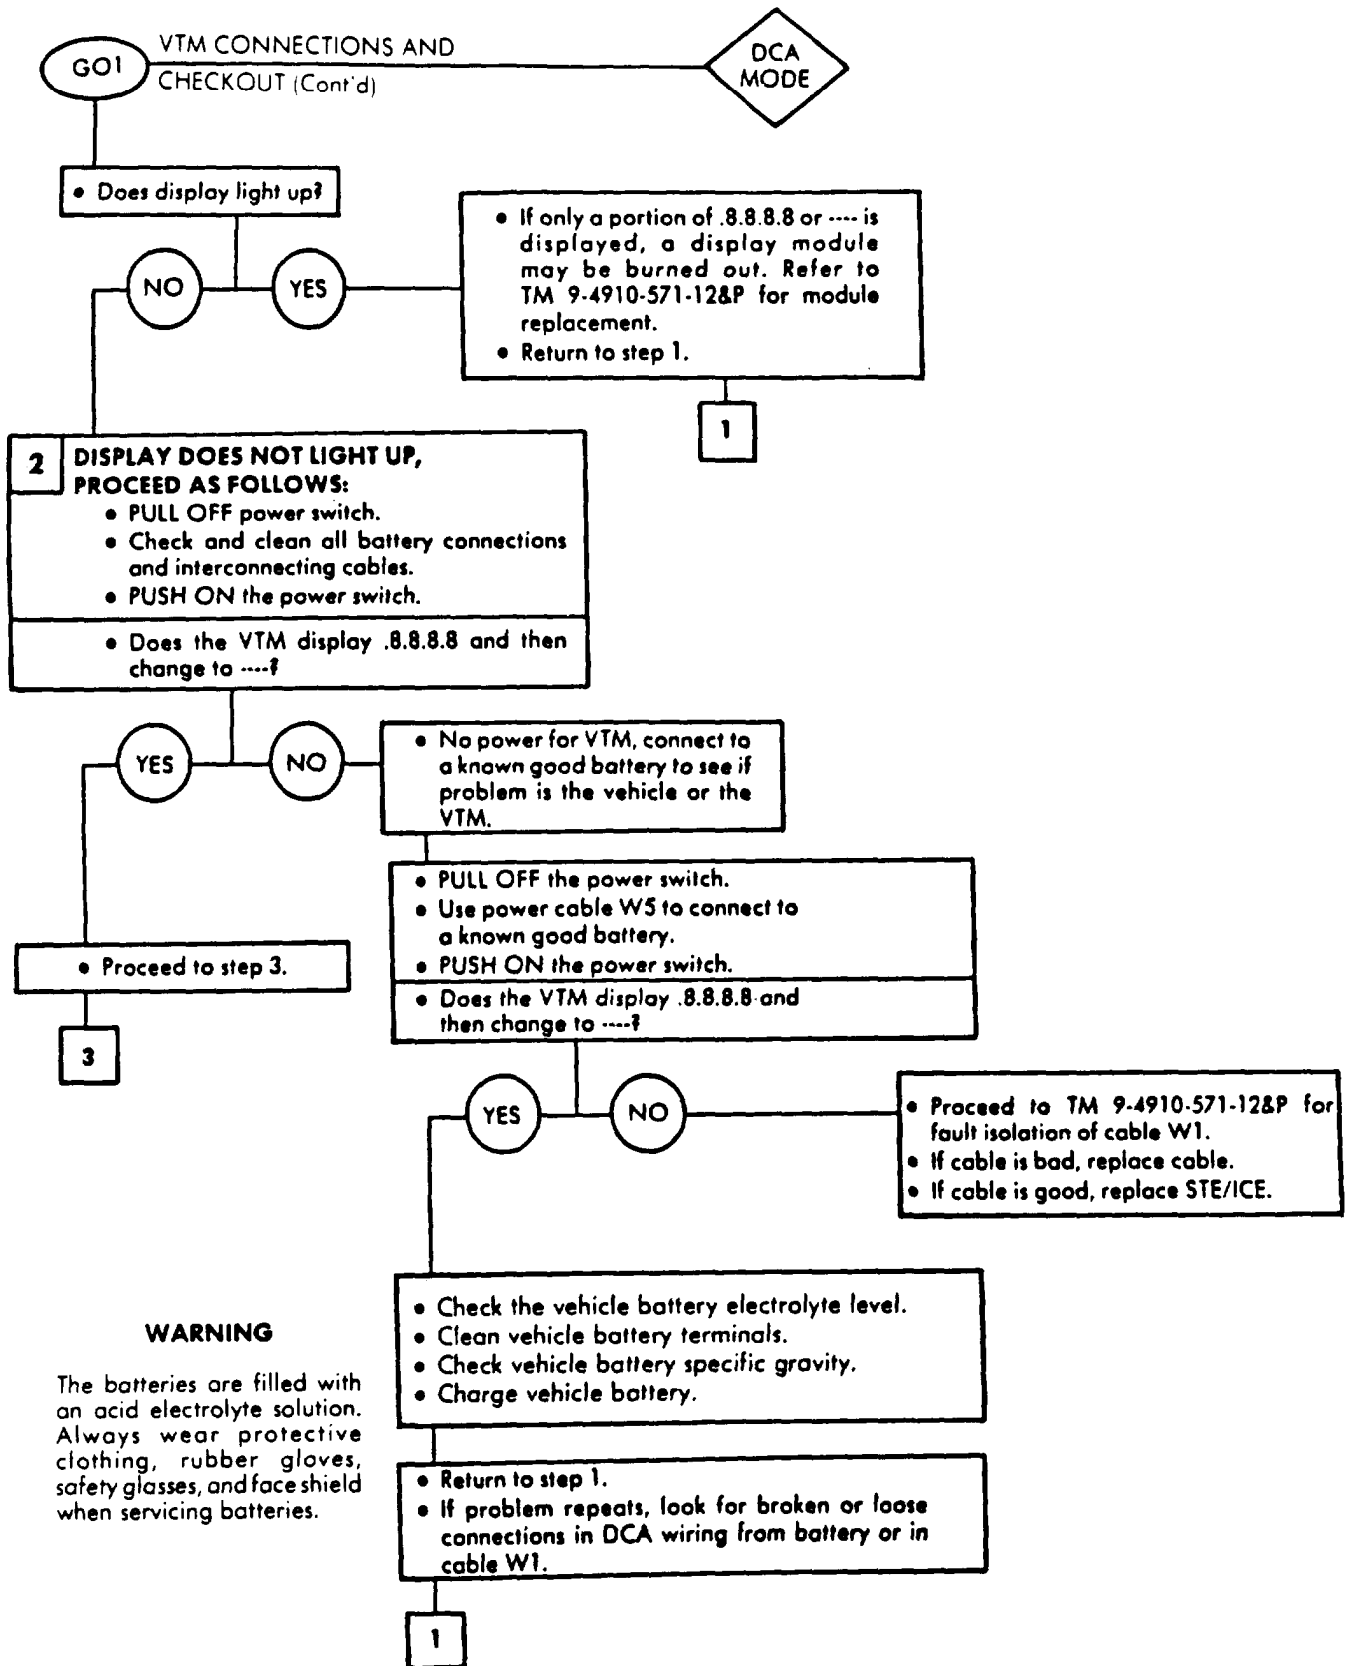 GO1
VTM CONNECTIONS AND
CHECKOUT (Cont'd)
DCA
MODE
• Does display light up?
NO
YES
• If only a portion of .8.8.8.8 or ---- is
displayed, a display module
may be burned out. Refer to
TM 9-4910-571-12&P for module
replacement.
• Return to step 1.
1
2
DISPLAY DOES NOT LIGHT UP,
PROCEED AS FOLLOWS:
• PULL OFF power switch.
• Check and clean all battery connections
and interconnecting cables.
• PUSH ON the power switch.
• Does the VTM display .8.8.8.8 and then
change to ----?
YES
NO
• No power for VTM, connect to
a known good battery to see if
problem is the vehicle or the
VTM.
• Proceed to step 3.
3
• PULL OFF the power switch.
• Use power cable W5 to connect to
a known good battery.
• PUSH ON the power switch.
• Does the VTM display .8.8.8.8 and
then change to ----?
YES
NO
• Proceed to TM 9-4910-571-12&P for
fault isolation of cable W1.
• If cable is bad, replace cable.
• If cable is good, replace STE/ICE.
• Check the vehicle battery electrolyte level.
• Clean vehicle battery terminals.
• Check vehicle battery specific gravity.
• Charge vehicle battery.
WARNING
The batteries are filled with
an acid electrolyte solution.
Always wear protective
clothing, rubber gloves,
safety glasses, and face shield
when servicing batteries.
• Return to step 1.
• If problem repeats, look for broken or loose
connections in DCA wiring from battery or in
cable W1.
1